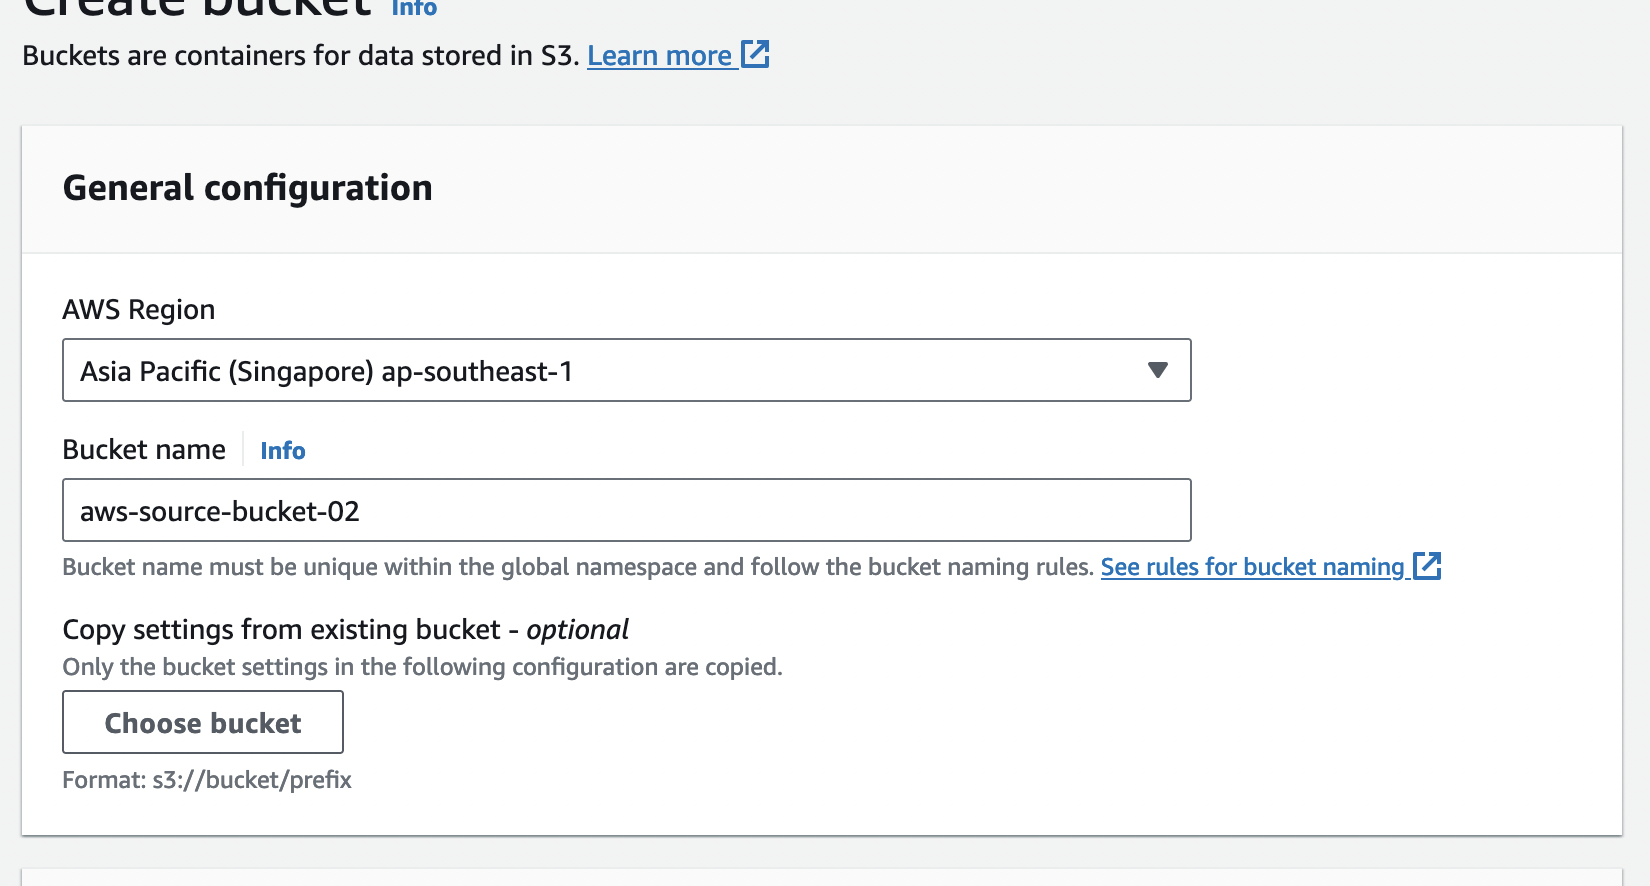 Create bucket Info
Buckets are containers for data stored in S3. Learn more
General configuration
AWS Region
Asia Pacific (Singapore) ap-southeast-1
Bucket name Info
aws-source-bucket-02
Bucket name must be unique within the global namespace and follow the bucket naming rules. See rules for bucket naming
Copy settings from existing bucket - optional
Only the bucket settings in the following configuration are copied.
Choose bucket
Format: s3://bucket/prefix